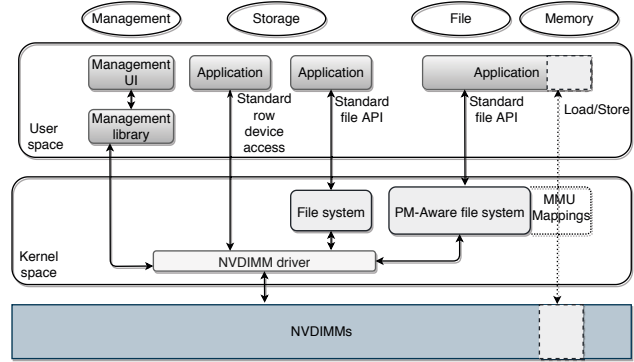 Management
Storage
File
Memory
Management
UI
Application
Application
Application
Management
library
Standard
row
device
access
Standard
file API
Standard
file API
Load/Store
User
space
File system
PM-Aware file system
MMU
Mappings
Kernel
space
NVDIMM driver
NVDIMMs